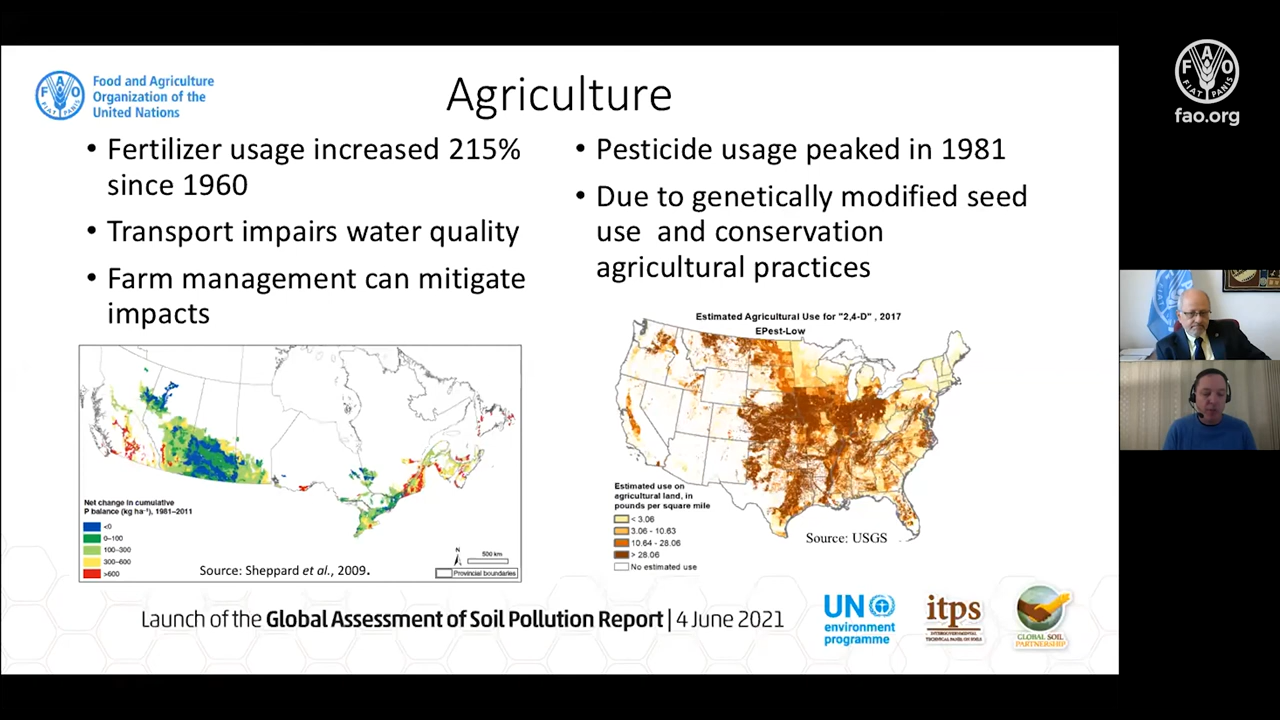 Food and Agriculture
Organization of the
United Nations
Agriculture
• Fertilizer usage increased 215%
since 1960
• Transport impairs water quality
• Farm management can mitigate
impacts
• Pesticide usage peaked in 1981
• Due to genetically modified seed
use and conservation
agricultural practices
Net change in cumulative
P balance (kg ha⁻¹), 1981–2011
<0
0–100
100–300
300–600
>600
Source: Sheppard et al., 2009.
N
500 km
Provincial boundaries
Estimated Agricultural Use for "2,4-D" , 2017
EPest-Low
Estimated use on
agricultural land, in
pounds per square mile
< 3.06
3.06 - 10.63
10.64 - 28.06
> 28.06
No estimated use
Source: USGS
Launch of the Global Assessment of Soil Pollution Report | 4 June 2021
UN
environment
programme
itps
INTERGOVERNMENTAL
TECHNICAL PANEL ON SOILS
GLOBAL SOIL
PARTNERSHIP
FAO
FIAT PANIS
fao.org